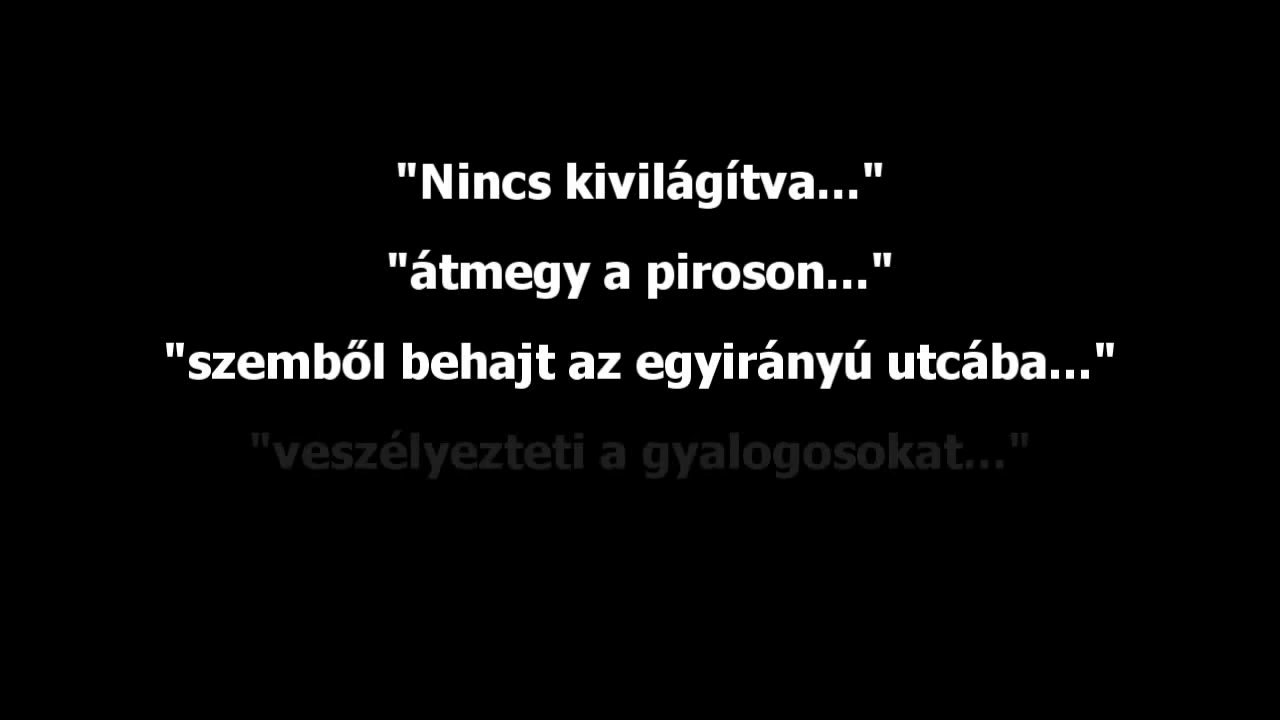 "Nincs kivilágítva..."
"átmegy a piroson..."
"szemből behajt az egyirányú utcába..."
"veszélyezteti a gyalogosokat..."